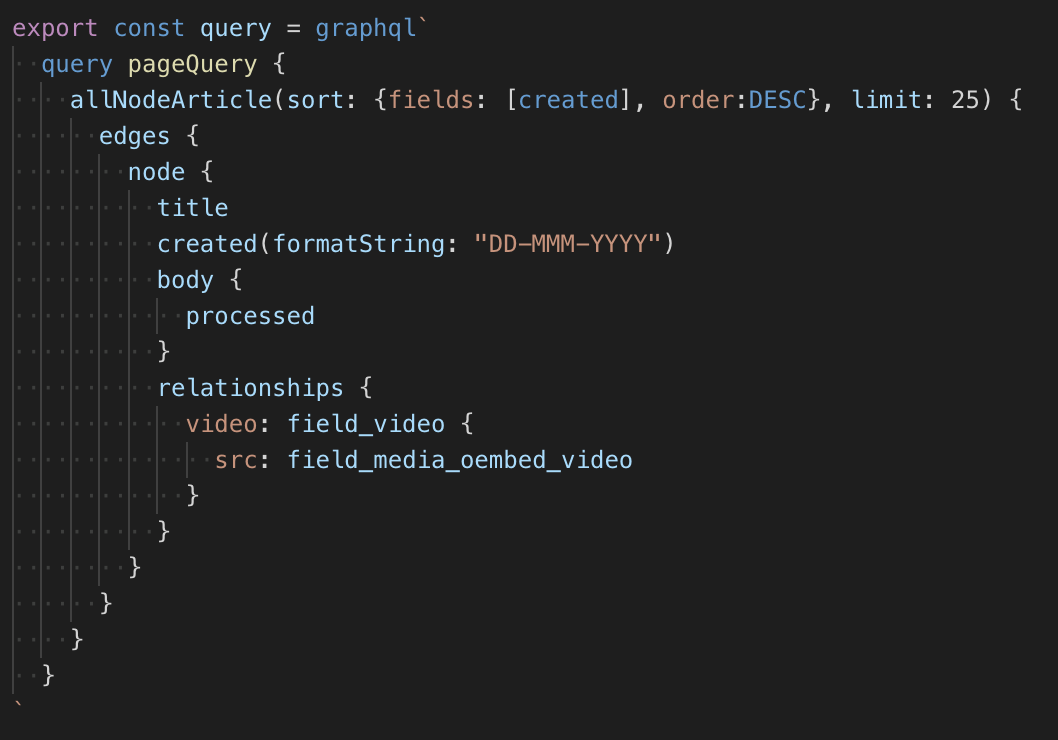 export const query = graphql`
  query pageQuery {
    allNodeArticle(sort: {fields: [created], order:DESC}, limit: 25) {
      edges {
        node {
          title
          created(formatString: "DD-MMM-YYYY")
          body {
            processed
          }
          relationships {
            video: field_video {
              src: field_media_oembed_video
            }
          }
        }
      }
    }
  }
`